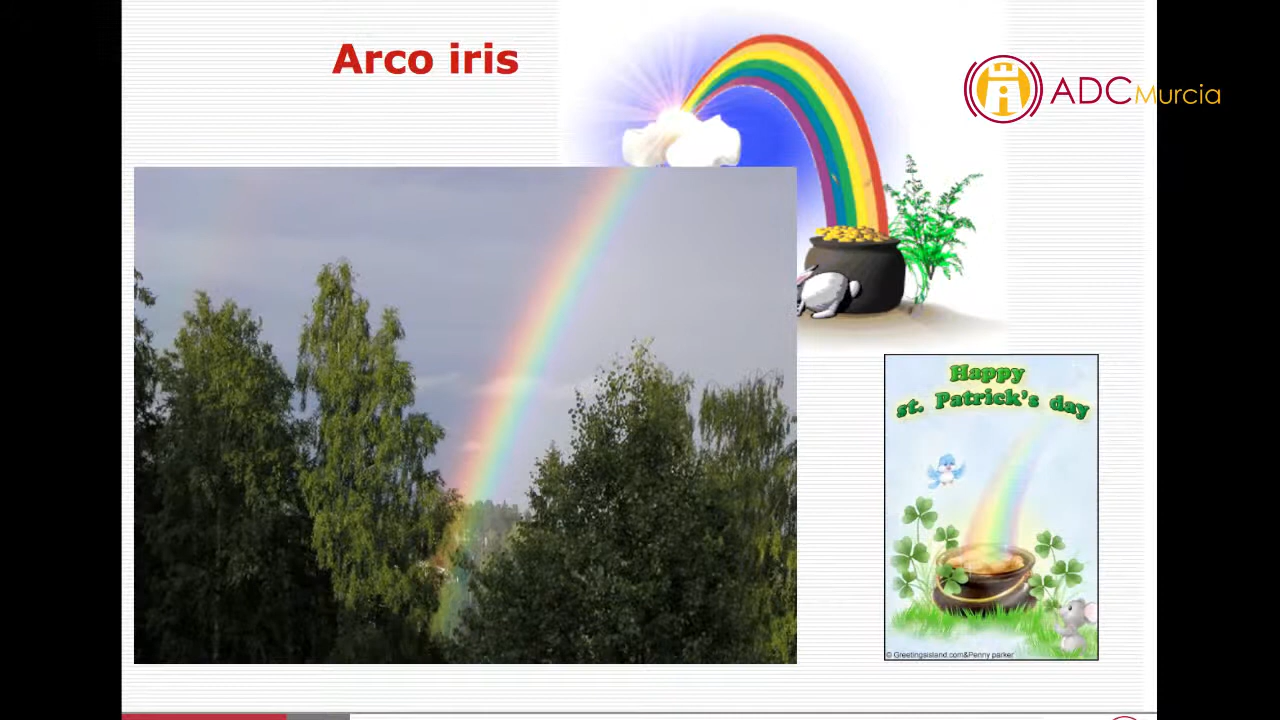 Arco iris
ADCMurcia
Happy
st. Patrick's day
© Greetingsisland.com&Penny parker